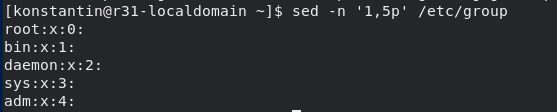 [konstantin@r31-localdomain ~]$ sed -n '1,5p' /etc/group
root:x:0:
bin:x:1:
daemon:x:2:
sys:x:3:
adm:x:4: